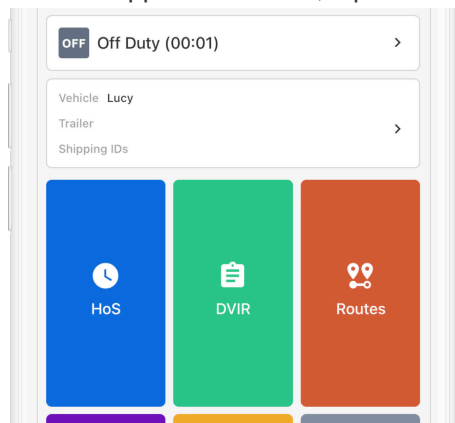 OFF Off Duty (00:01)
Vehicle Lucy
Trailer
Shipping IDs
HoS DVIR Routes